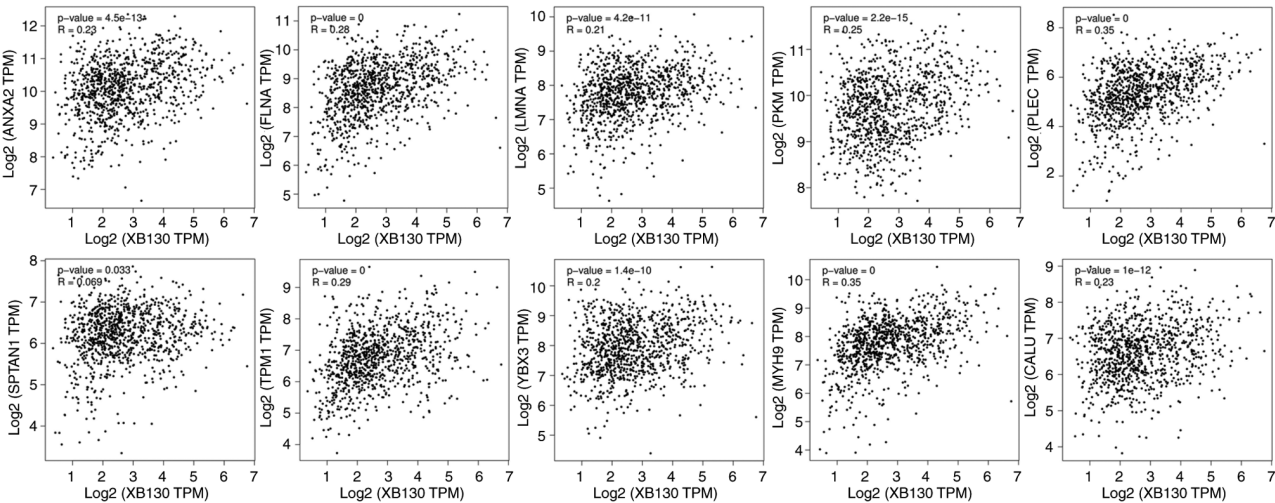 p-value = 4.5e-13
R = 0.23
Log2 (ANXA2 TPM)
12
11
10
9
8
7
1 2 3 4 5 6 7
Log2 (XB130 TPM)
p-value = 0
R = 0.28
Log2 (FLNA TPM)
11
10
9
8
7
6
5
1 2 3 4 5 6 7
Log2 (XB130 TPM)
p-value = 4.2e-11
R = 0.21
Log2 (LMNA TPM)
10
9
8
7
6
5
1 2 3 4 5 6 7
Log2 (XB130 TPM)
p-value = 2.2e-15
R = 0.25
Log2 (PKM TPM)
11
10
9
8
1 2 3 4 5 6 7
Log2 (XB130 TPM)
p-value = 0
R = 0.35
Log2 (PLEC TPM)
8
6
4
2
1 2 3 4 5 6 7
Log2 (XB130 TPM)
p-value = 0.033
R = 0.069
Log2 (SPTAN1 TPM)
8
7
6
5
4
1 2 3 4 5 6 7
Log2 (XB130 TPM)
p-value = 0
R = 0.29
Log2 (TPM1 TPM)
9
8
7
6
5
4
1 2 3 4 5 6 7
Log2 (XB130 TPM)
p-value = 1.4e-10
R = 0.2
Log2 (YBX3 TPM)
10
9
8
7
6
5
1 2 3 4 5 6 7
Log2 (XB130 TPM)
p-value = 0
R = 0.35
Log2 (MYH9 TPM)
10
9
8
7
6
5
4
1 2 3 4 5 6 7
Log2 (XB130 TPM)
p-value = 1e-12
R = 0.23
Log2 (CALU TPM)
9
8
7
6
5
4
1 2 3 4 5 6 7
Log2 (XB130 TPM)